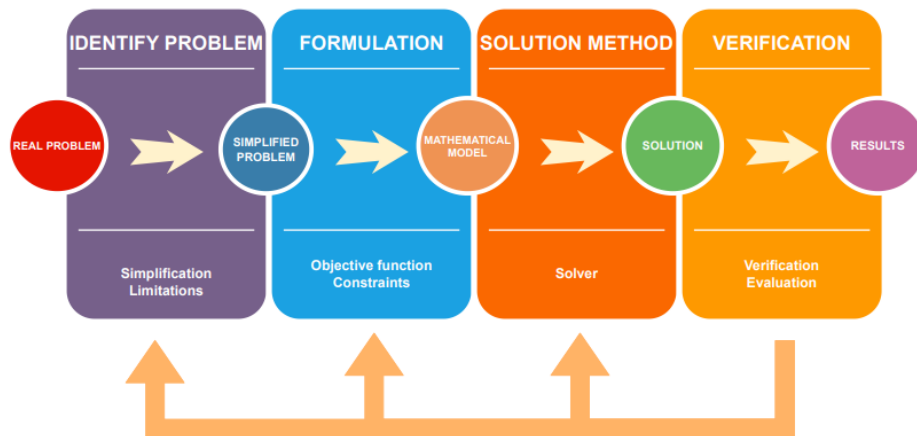 IDENTIFY PROBLEM
FORMULATION
SOLUTION METHOD
VERIFICATION
REAL PROBLEM
SIMPLIFIED
PROBLEM
MATHEMATICAL
MODEL
SOLUTION
RESULTS
Simplification
Limitations
Objective function
Constraints
Solver
Verification
Evaluation